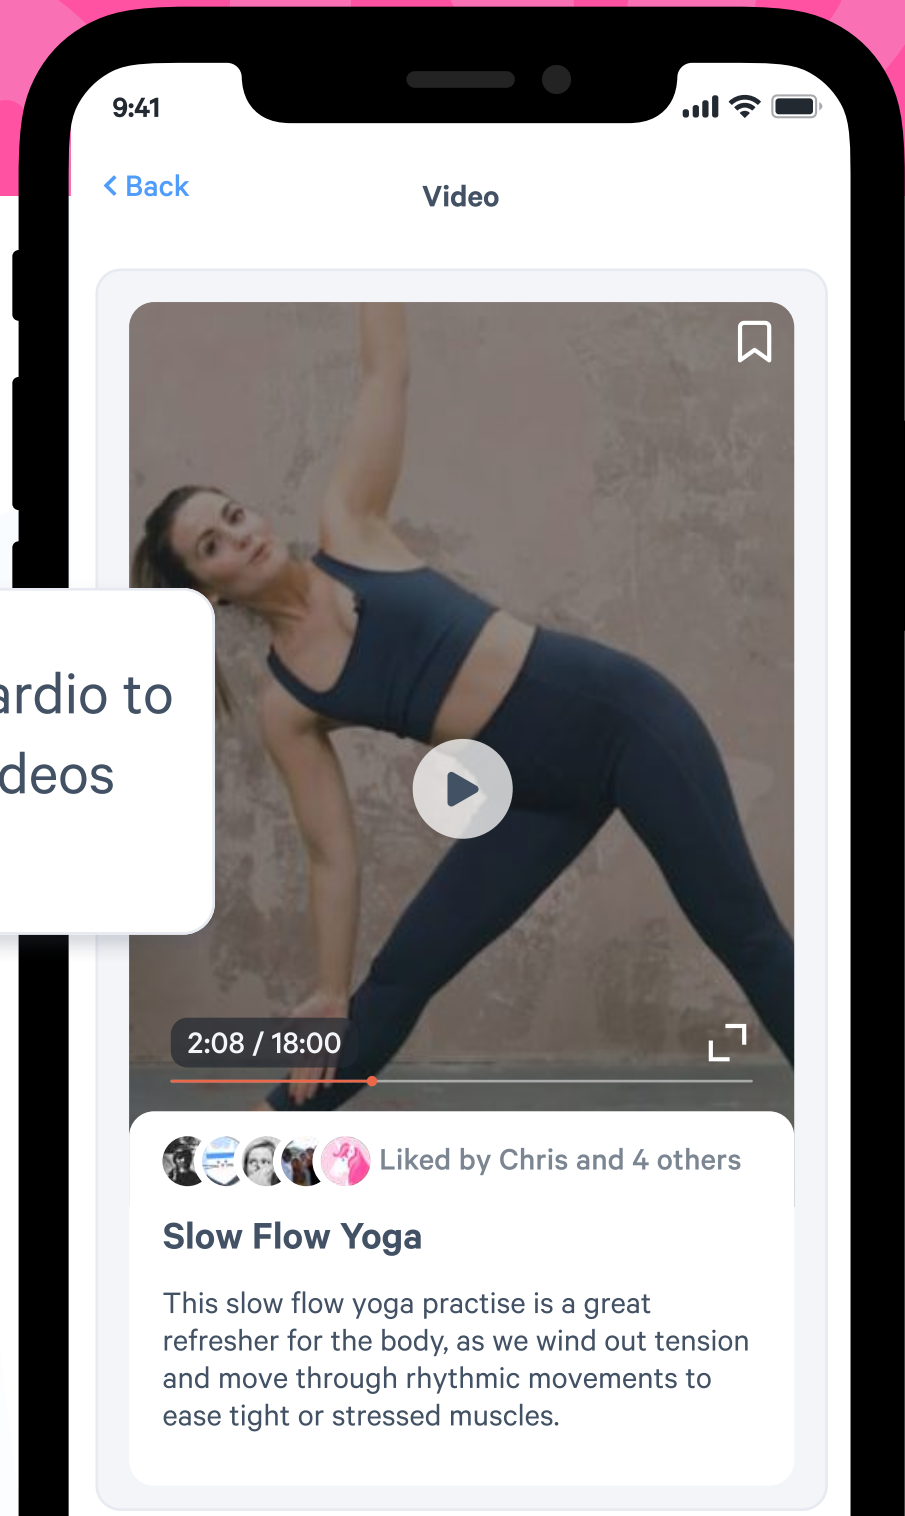 9:41
Back
Video
ardio to
deos
2:08 / 18:00
Liked by Chris and 4 others
Slow Flow Yoga
This slow flow yoga practise is a great
refresher for the body, as we wind out tension
and move through rhythmic movements to
ease tight or stressed muscles.